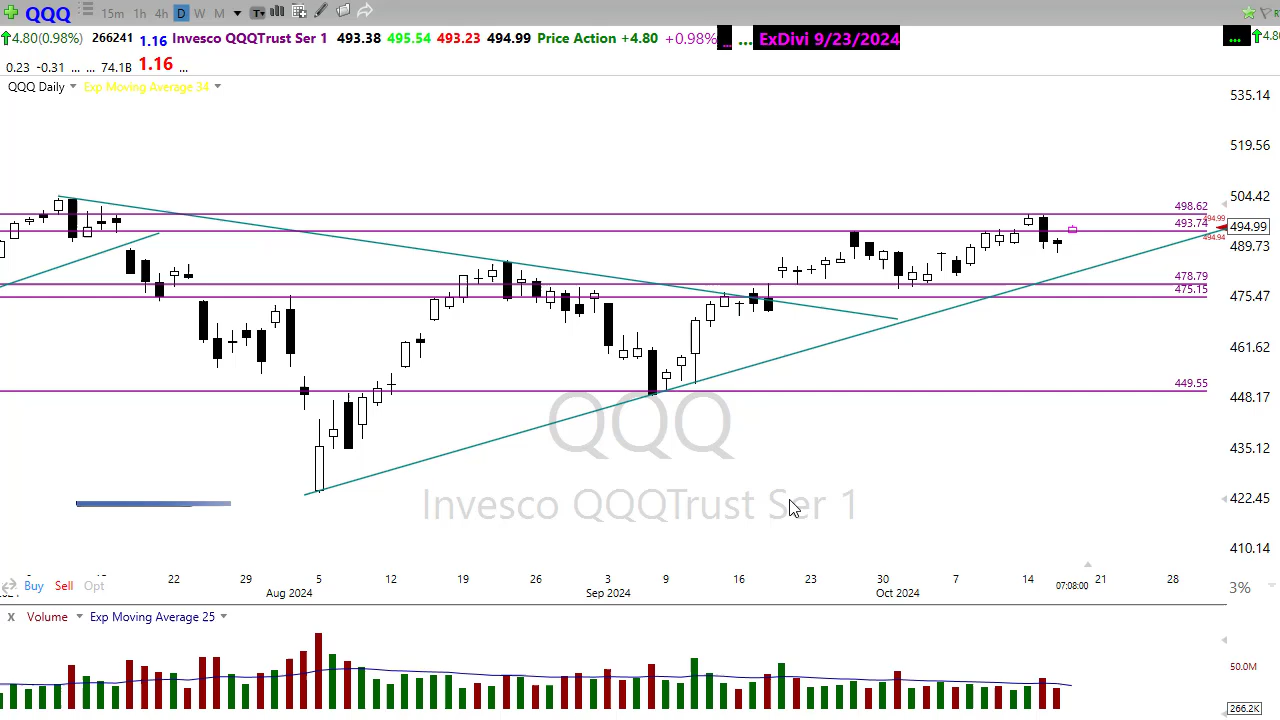 QQQ 15m 1h 4h D W M T
4.80(0.98%) 266241 1.16 Invesco QQQTrust Ser 1 493.38 495.54 493.23 494.99 Price Action +4.80 +0.98% ... ... ExDivi 9/23/2024 ... 4.80
0.23 -0.31 ... ... 74.1B 1.16 ...
QQQ Daily Exp Moving Average 34
535.14
519.56
504.42
498.62
494.99
493.74
494.99
494.94
489.73
478.79
475.15
475.47
461.62
449.55
448.17
QQQ
435.12
Invesco QQQTrust Ser 1
422.45
410.14
22 29 5 12 19 26 3 9 16 23 30 7 14 21 28
Buy Sell Opt
07:08:00
3%
Aug 2024 Sep 2024 Oct 2024
X Volume Exp Moving Average 25
50.0M
266.2K